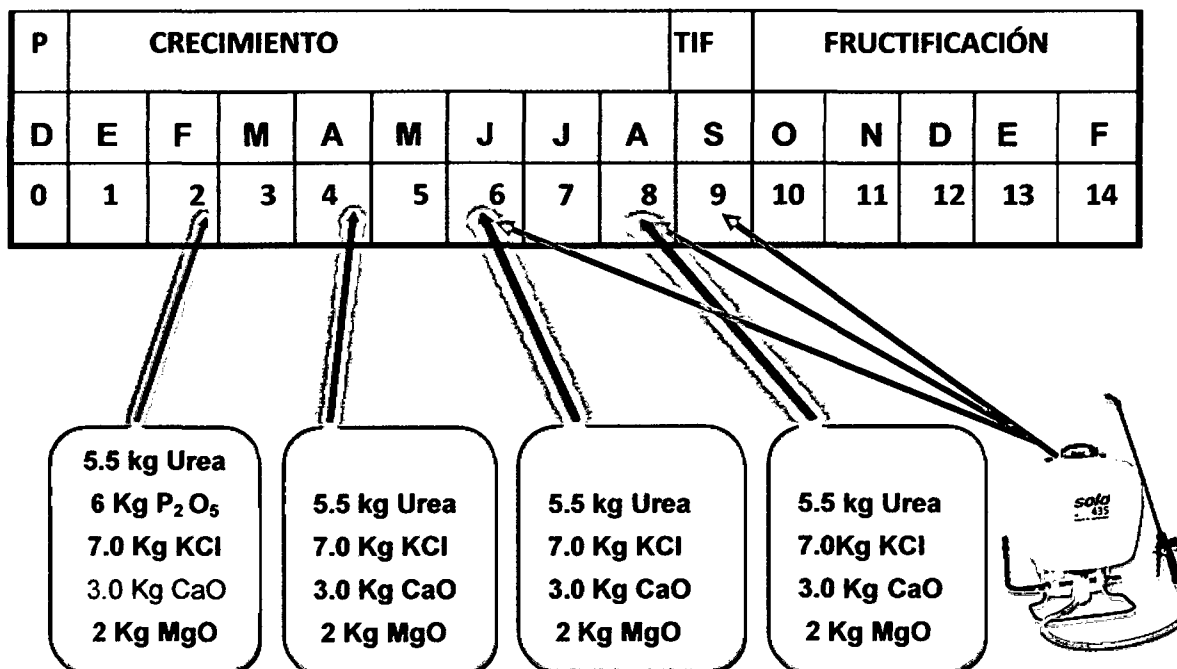 P CRECIMIENTO TIF FRUCTIFICACIÓN
D E F M A M J J A S O N D E F
0 1 2 3 4 5 6 7 8 9 10 11 12 13 14
5.5 kg Urea
6 Kg P₂O₅
7.0 Kg KCl
3.0 Kg CaO
2 Kg MgO
5.5 kg Urea
7.0 Kg KCl
3.0 Kg CaO
2 Kg MgO
5.5 kg Urea
7.0 Kg KCl
3.0 Kg CaO
2 Kg MgO
5.5 kg Urea
7.0Kg KCl
3.0 Kg CaO
2 Kg MgO
solo
435